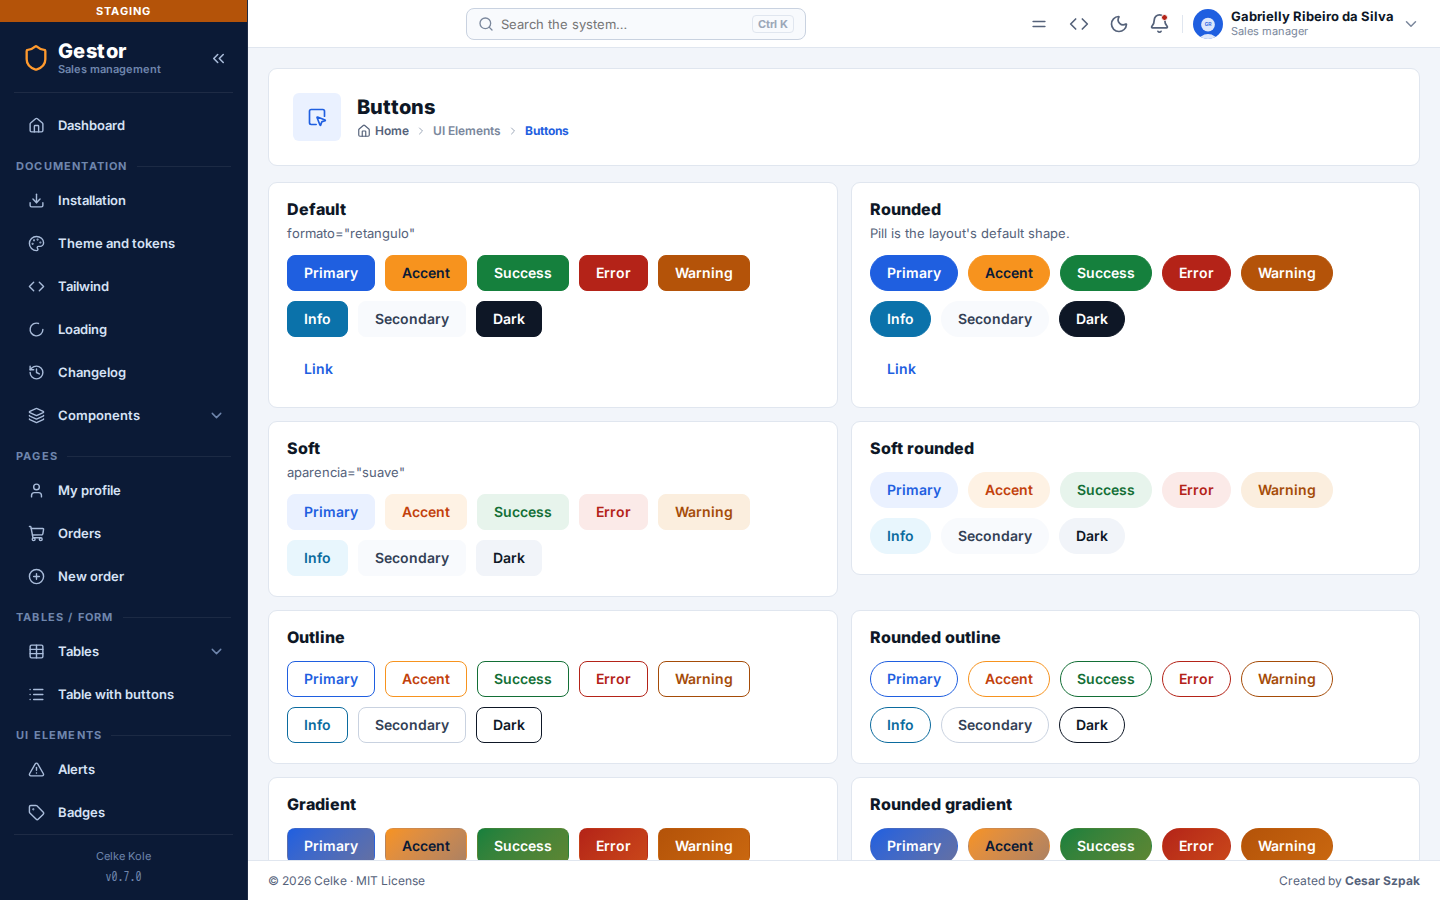 STAGING
Gestor
Sales management
Dashboard
DOCUMENTATION
Installation
Theme and tokens
Tailwind
Loading
Changelog
Components
PAGES
My profile
Orders
New order
TABLES / FORM
Tables
Table with buttons
UI ELEMENTS
Alerts
Badges
Celke Kole
v0.7.0
Search the system...
Ctrl K
GR
Gabrielly Ribeiro da Silva
Sales manager
Buttons
Home UI Elements Buttons
Default
formato="retangulo"
Primary Accent Success Error Warning
Info Secondary Dark
Link
Rounded
Pill is the layout's default shape.
Primary Accent Success Error Warning
Info Secondary Dark
Link
Soft
aparencia="suave"
Primary Accent Success Error Warning
Info Secondary Dark
Soft rounded
Primary Accent Success Error Warning
Info Secondary Dark
Outline
Primary Accent Success Error Warning
Info Secondary Dark
Rounded outline
Primary Accent Success Error Warning
Info Secondary Dark
Gradient
Primary Accent Success Error Warning
Rounded gradient
Primary Accent Success Error Warning
© 2026 Celke · MIT License
Created by Cesar Szpak